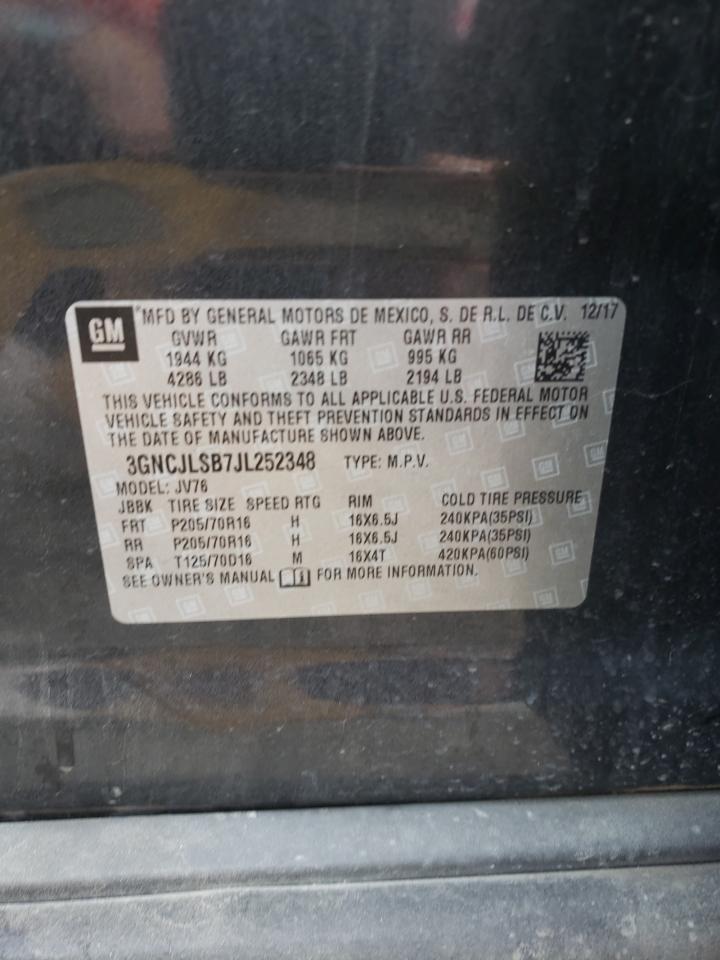 GM
MFD BY GENERAL MOTORS DE MEXICO, S. DE R.L. DE C.V. 12/17
GVWR GAWR FRT GAWR RR
1944 KG 1065 KG 995 KG
4286 LB 2348 LB 2194 LB
THIS VEHICLE CONFORMS TO ALL APPLICABLE U.S. FEDERAL MOTOR
VEHICLE SAFETY AND THEFT PREVENTION STANDARDS IN EFFECT ON
THE DATE OF MANUFACTURE SHOWN ABOVE.
3GNCJLSB7JL252348 TYPE: M.P.V.
MODEL: JV76
JBBK TIRE SIZE SPEED RTG RIM COLD TIRE PRESSURE
FRT P205/70R16 H 16X6.5J 240KPA(35PSI)
RR P205/70R16 H 16X6.5J 240KPA(35PSI)
SPA T125/70D16 M 16X4T 420KPA(60PSI)
SEE OWNER'S MANUAL FOR MORE INFORMATION.